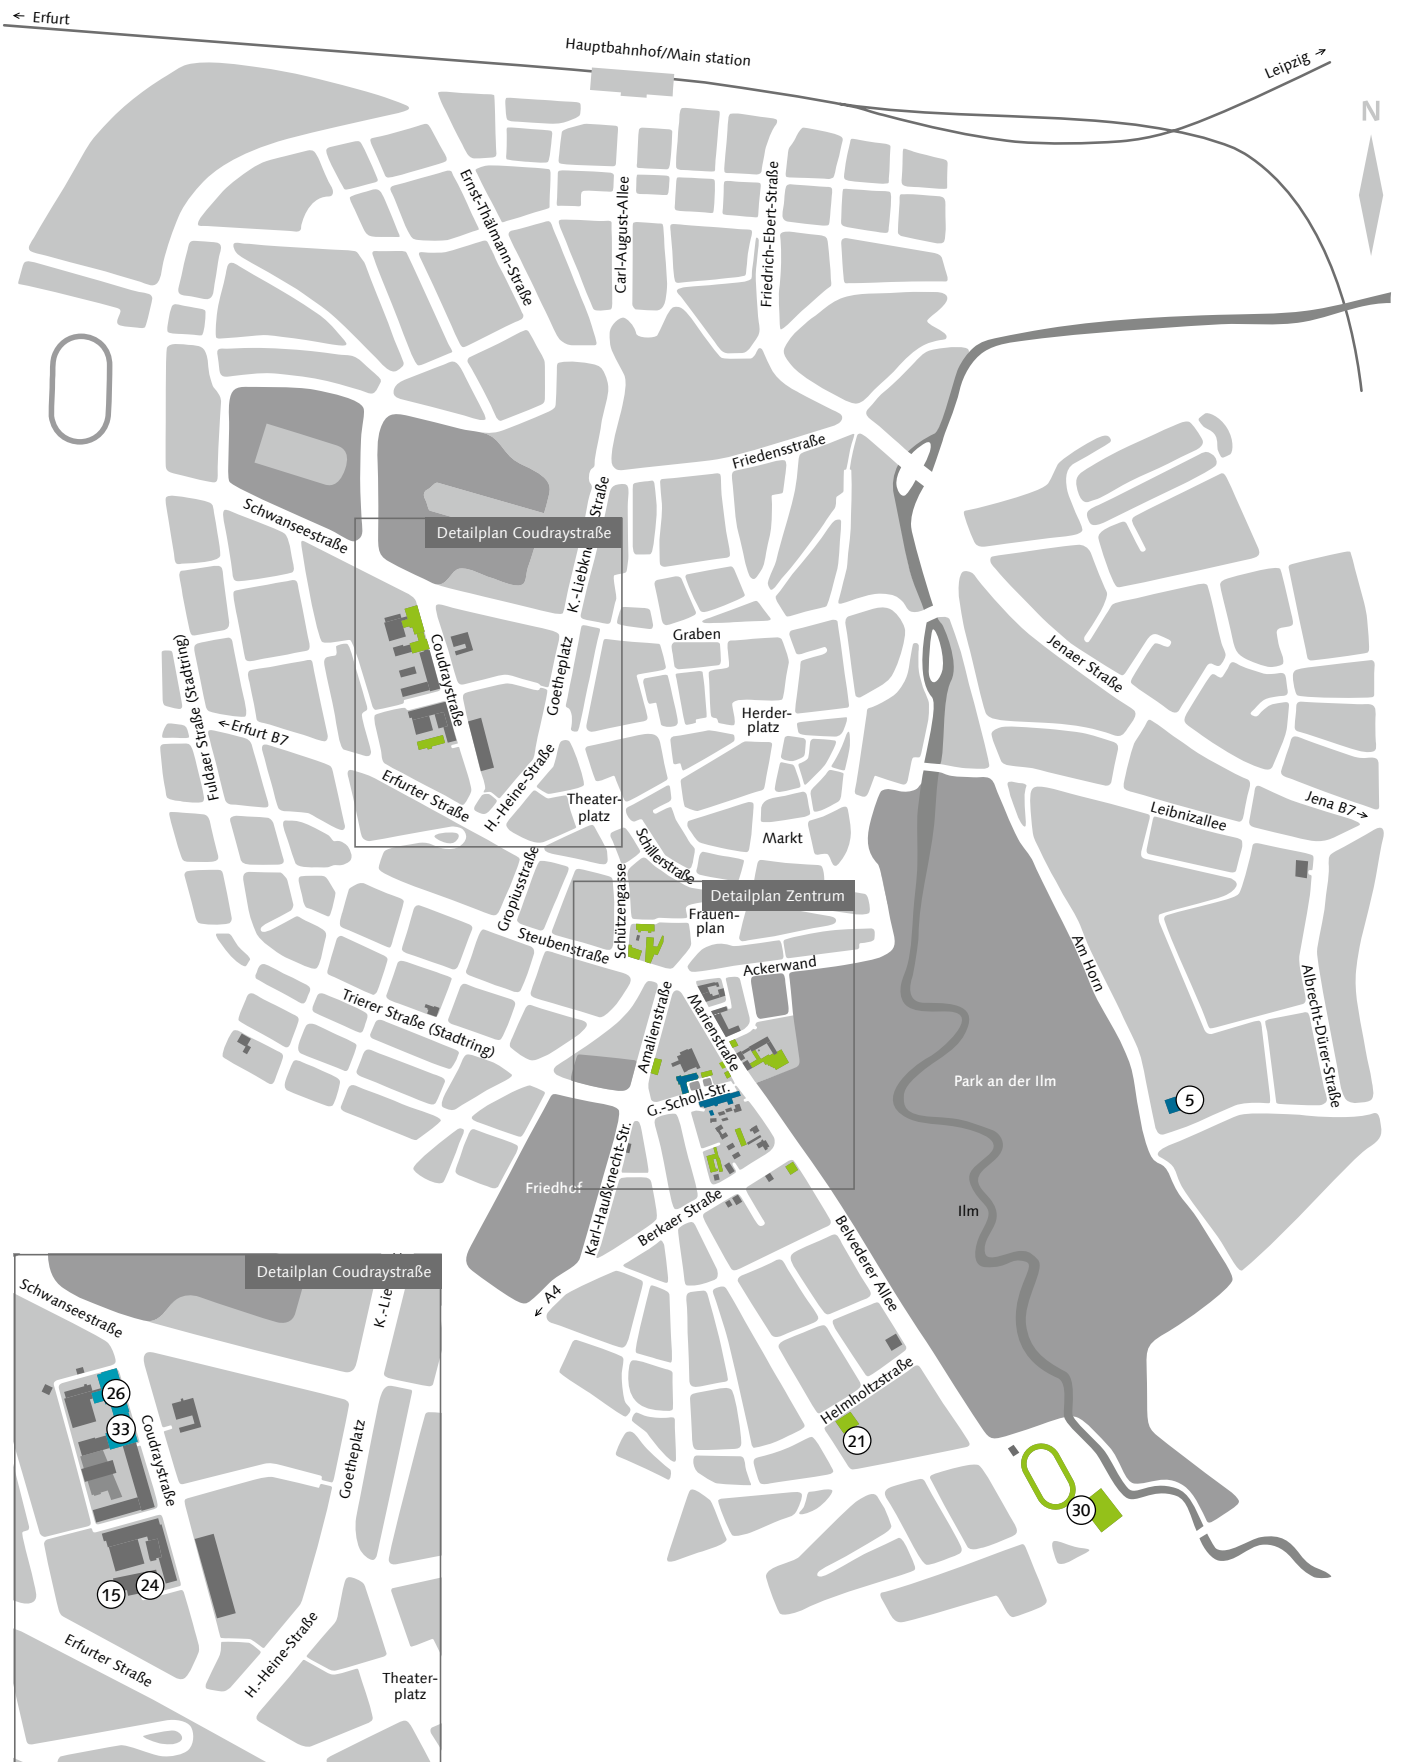 ← Erfurt
Hauptbahnhof/Main station
Leipzig →
N
Ernst-Thälmann-Straße
Carl-August-Allee
Friedrich-Ebert-Straße
Friedensstraße
Schwanseestraße
Detailplan Coudraystraße
K.-Liebkn
Straße
Graben
Jenaer Straße
Fuldaer Straße (Stadtring)
Coudraystraße
Goetheplatz
← Erfurt B7
Herder-
platz
Erfurter Straße
H.-Heine-Straße
Theater-
platz
Jena B7 →
Leibnizallee
Markt
Schillerstraße
Gropiusstraße
Schützengasse
Detailplan Zentrum
Frauen-
plan
Steubenstraße
Ackerwand
Am Horn
Albrecht-Dürer-Straße
Trierer Straße (Stadtring)
Amalienstraße
Marienstraße
Park an der Ilm
5
G.-Scholl-Str.
Karl-Haußknecht-Str.
Friedhof
Berkaer Straße
Ilm
Belvederer Allee
← A4
Helmholtzstraße
21
30
Detailplan Coudraystraße
Schwanseestraße
K.-Lie
26
33
Coudraystraße
Goetheplatz
15
24
Erfurter Straße
H.-Heine-Straße
Theater-
platz